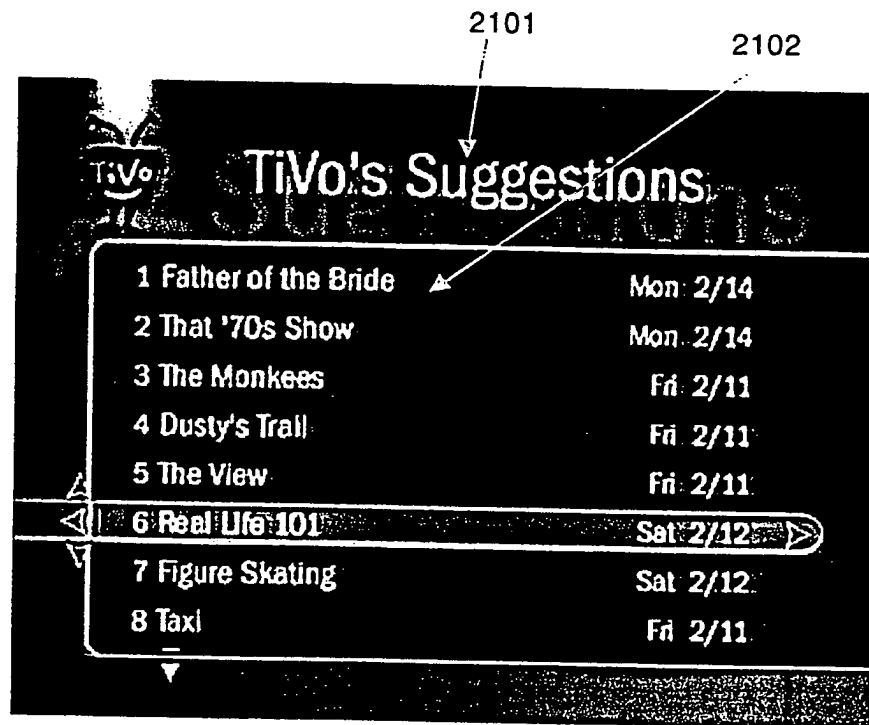 2101
2102
TiVo
TiVo's Suggestions
1 Father of the Bride Mon 2/14
2 That '70s Show Mon 2/14
3 The Monkees Fri 2/11
4 Dusty's Trail Fri 2/11
5 The View Fri 2/11
6 Real Life 101 Sat 2/12
7 Figure Skating Sat 2/12
8 Taxi Fri 2/11